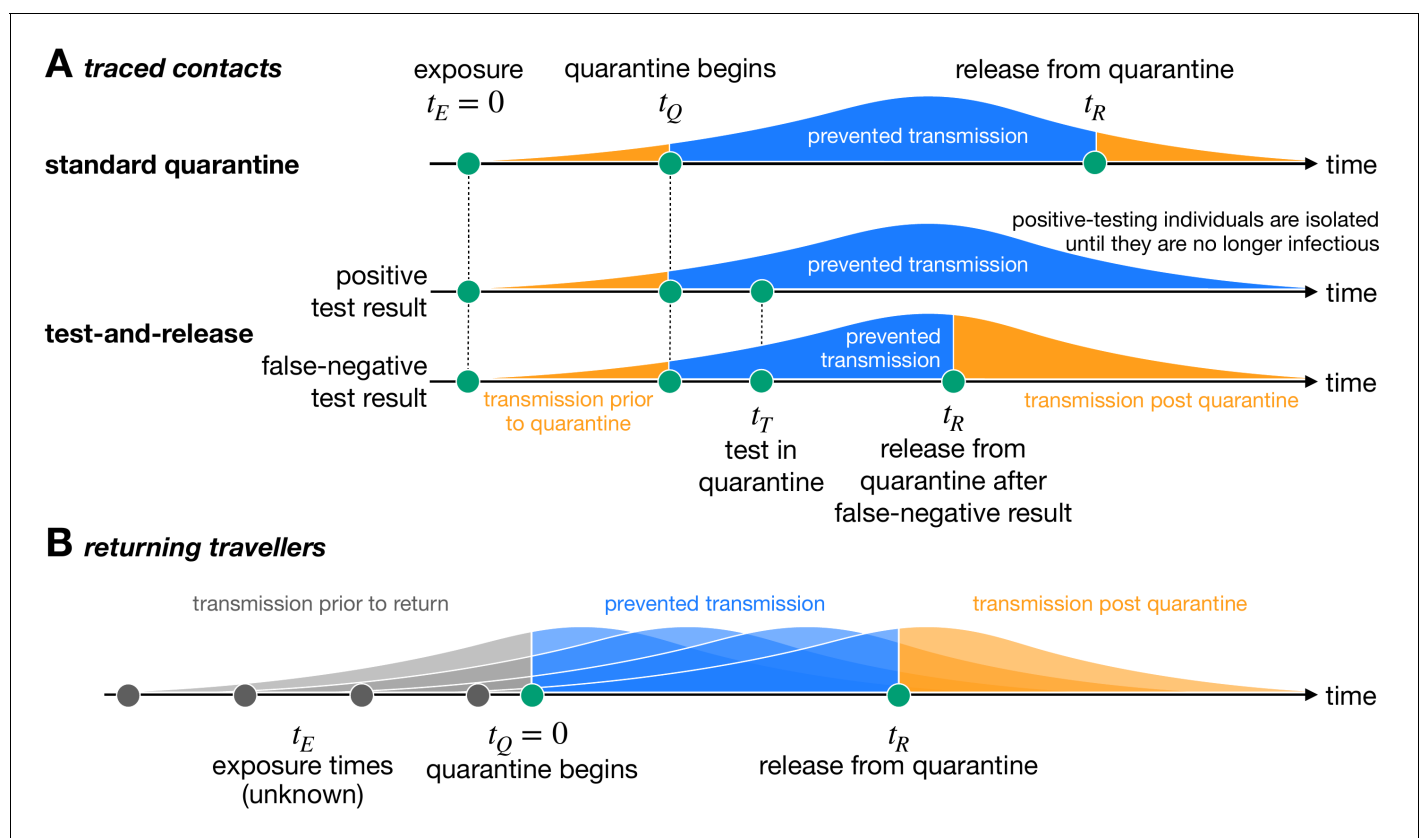 A traced contacts
exposure
t_E = 0
quarantine begins
t_Q
release from quarantine
t_R
prevented transmission
standard quarantine
time
positive-testing individuals are isolated
until they are no longer infectious
positive
test result
prevented transmission
time
test-and-release
false-negative
test result
prevented
transmission
time
transmission prior
to quarantine
transmission post quarantine
t_T
test in
quarantine
t_R
release from
quarantine after
false-negative result
B returning travellers
transmission prior to return
prevented transmission
transmission post quarantine
time
t_E
exposure times
(unknown)
t_Q = 0
quarantine begins
t_R
release from quarantine